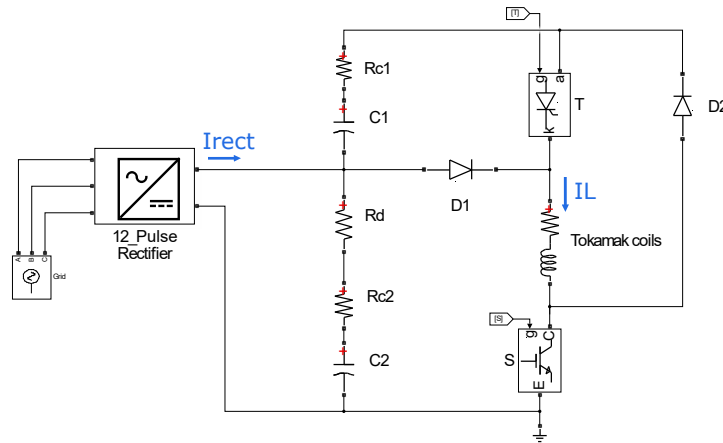 [T]
Rc1
g
a
T
k
D2
C1
Irect
D1
IL
Rd
Tokamak coils
12_Pulse
Rectifier
A
B
C
Grid
Rc2
[S]
g
C
S
E
C2